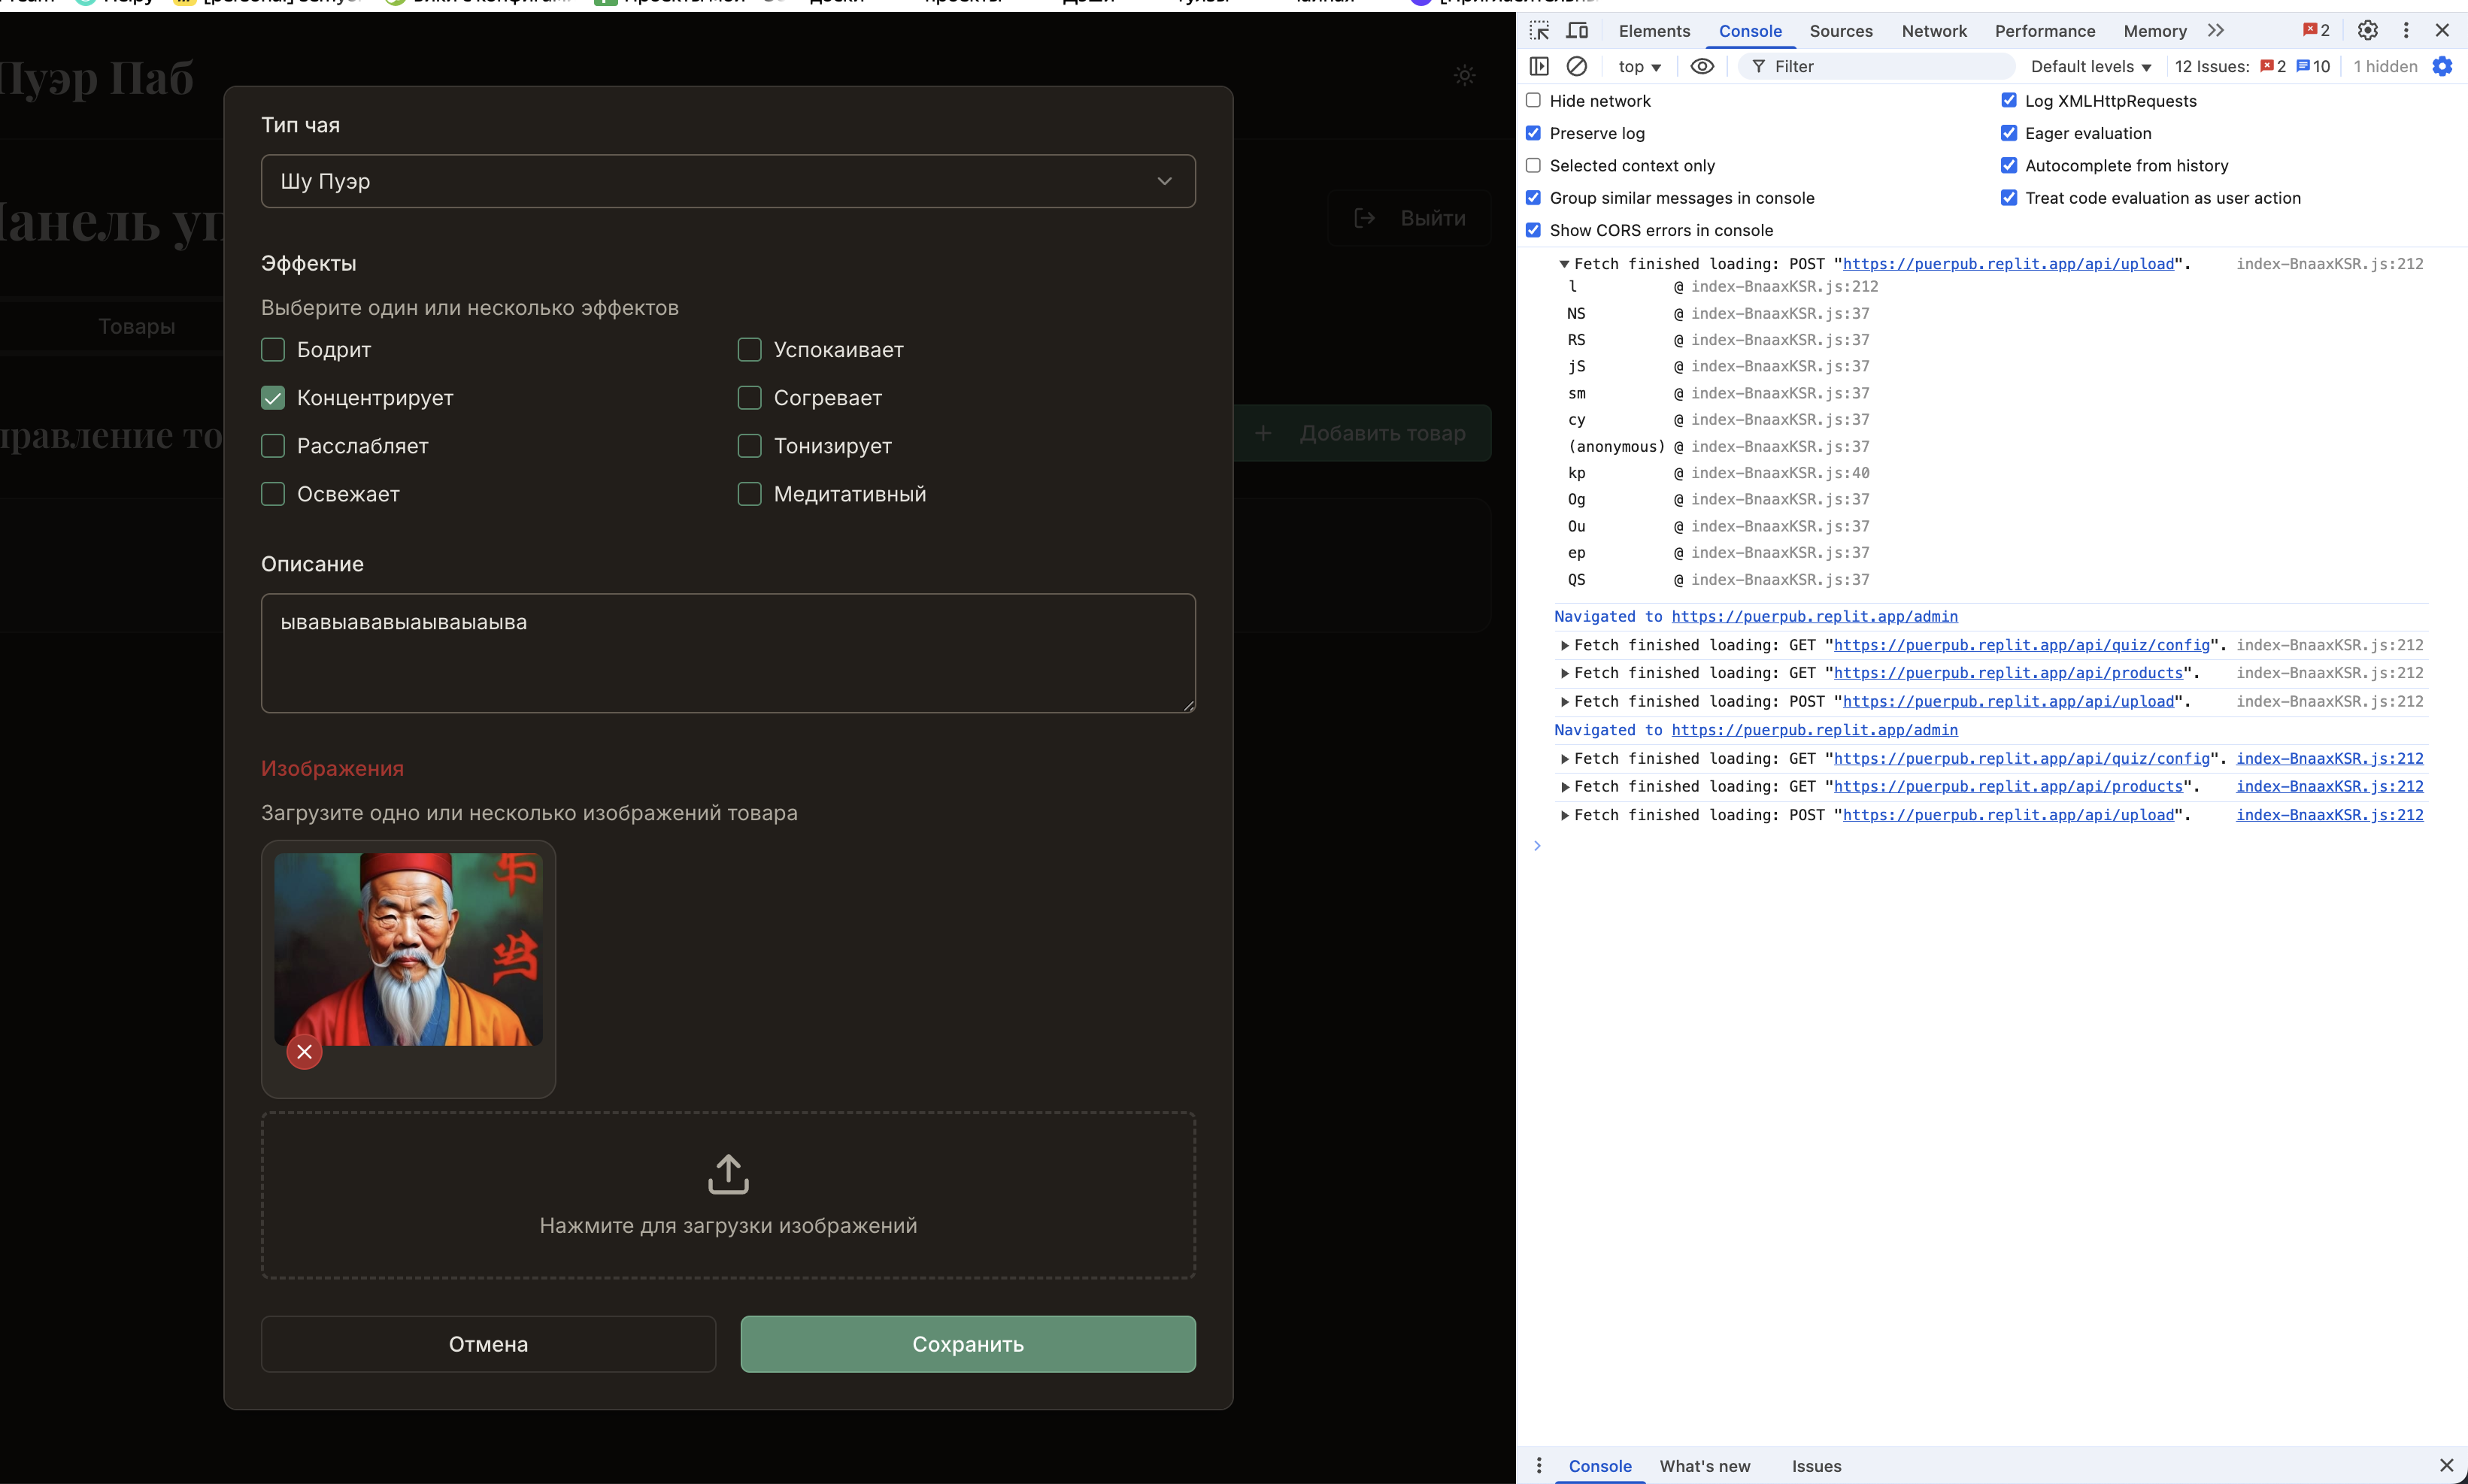 Пуэр Паб
Товары
Выйти
Добавить товар
Тип чая
Шу Пуэр
Эффекты
Выберите один или несколько эффектов
Бодрит
Успокаивает
Концентрирует
Согревает
Расслабляет
Тонизирует
Освежает
Медитативный
Описание
ывавыававыаываыаыва
Изображения
Загрузите одно или несколько изображений товара
Нажмите для загрузки изображений
Отмена
Сохранить
Elements Console Sources Network Performance Memory 2
top Filter Default levels 12 Issues: 2 10 1 hidden
Hide network
Log XMLHttpRequests
Preserve log
Eager evaluation
Selected context only
Autocomplete from history
Group similar messages in console
Treat code evaluation as user action
Show CORS errors in console
Fetch finished loading: POST "https://puerpub.replit.app/api/upload". index-BnaaxKSR.js:212
l @ index-BnaaxKSR.js:212
NS @ index-BnaaxKSR.js:37
RS @ index-BnaaxKSR.js:37
jS @ index-BnaaxKSR.js:37
sm @ index-BnaaxKSR.js:37
cy @ index-BnaaxKSR.js:37
(anonymous) @ index-BnaaxKSR.js:37
kp @ index-BnaaxKSR.js:40
Og @ index-BnaaxKSR.js:37
Ou @ index-BnaaxKSR.js:37
ep @ index-BnaaxKSR.js:37
QS @ index-BnaaxKSR.js:37
Navigated to https://puerpub.replit.app/admin
Fetch finished loading: GET "https://puerpub.replit.app/api/quiz/config". index-BnaaxKSR.js:212
Fetch finished loading: GET "https://puerpub.replit.app/api/products". index-BnaaxKSR.js:212
Fetch finished loading: POST "https://puerpub.replit.app/api/upload". index-BnaaxKSR.js:212
Navigated to https://puerpub.replit.app/admin
Fetch finished loading: GET "https://puerpub.replit.app/api/quiz/config". index-BnaaxKSR.js:212
Fetch finished loading: GET "https://puerpub.replit.app/api/products". index-BnaaxKSR.js:212
Fetch finished loading: POST "https://puerpub.replit.app/api/upload". index-BnaaxKSR.js:212
Console What's new Issues